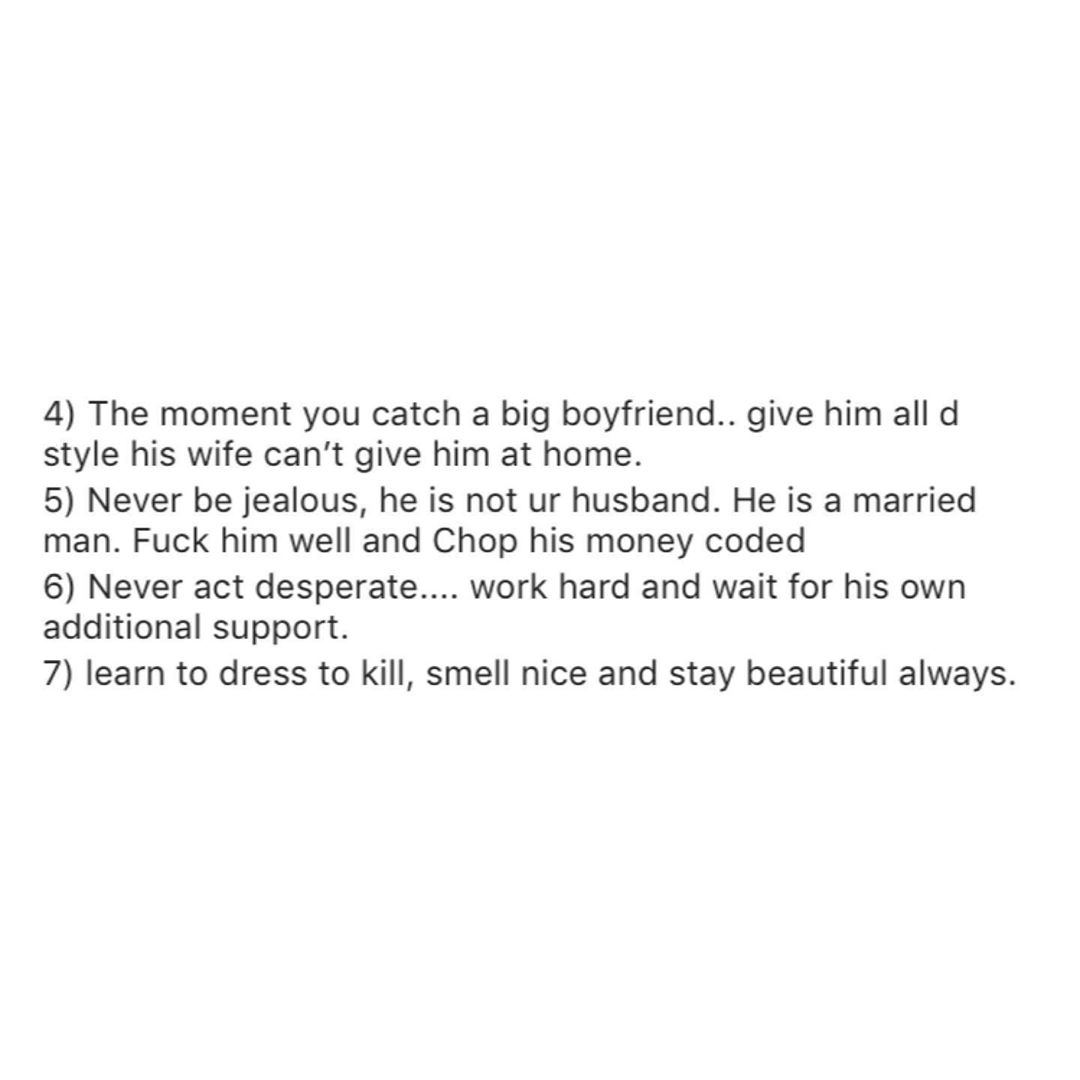 4) The moment you catch a big boyfriend.. give him all d
style his wife can’t give him at home.
5) Never be jealous, he is not ur husband. He is a married
man. Fuck him well and Chop his money coded
6) Never act desperate.... work hard and wait for his own
additional support.
7) learn to dress to kill, smell nice and stay beautiful always.